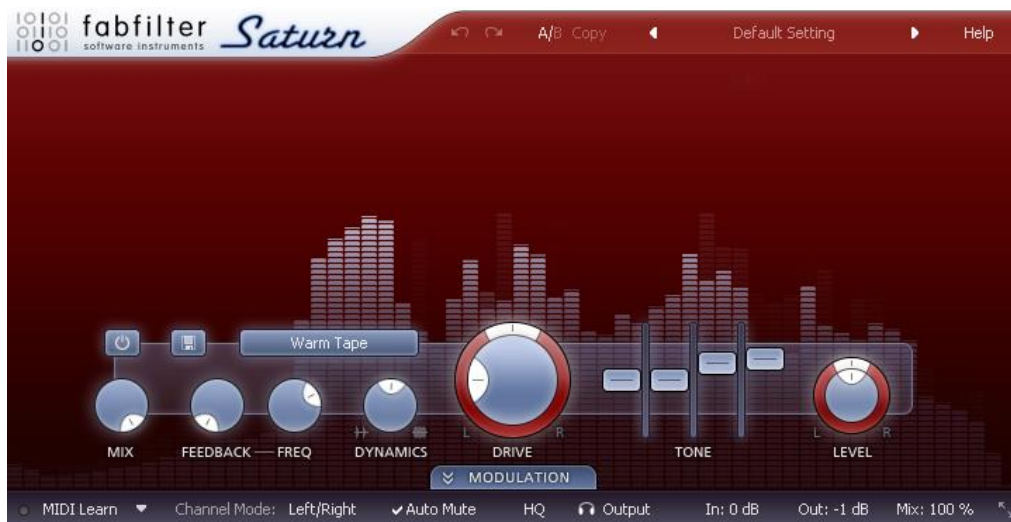 fabfilter
software instruments
Saturn
A/B Copy
Default Setting
Help
Warm Tape
L R
L R
MIX
FEEDBACK — FREQ
DYNAMICS
DRIVE
TONE
LEVEL
MODULATION
MIDI Learn
Channel Mode: Left/Right
Auto Mute
HQ
Output
In: 0 dB
Out: -1 dB
Mix: 100 %